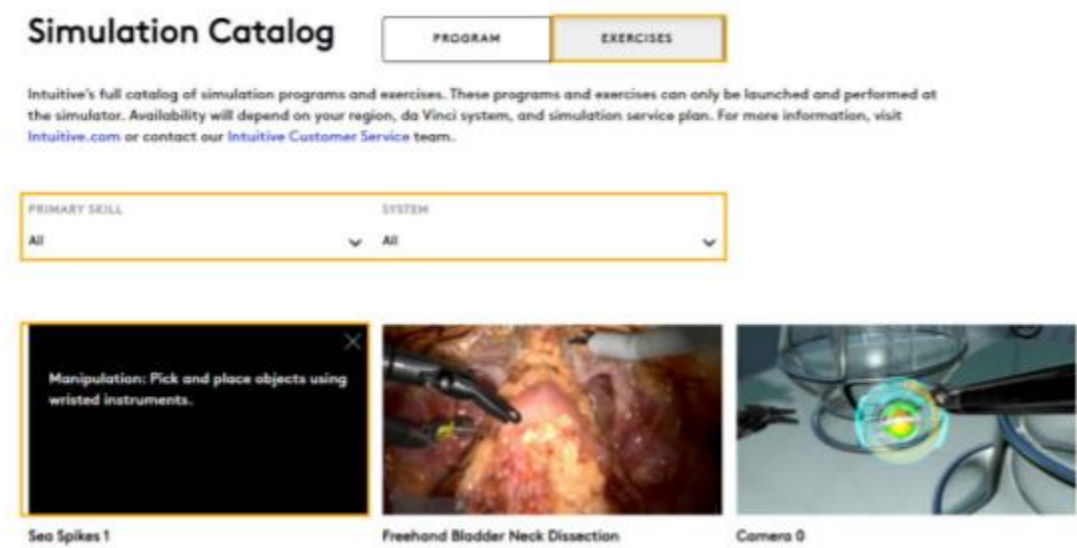 Simulation Catalog
PROGRAM
EXERCISES
Intuitive's full catalog of simulation programs and exercises. These programs and exercises can only be launched and performed at
the simulator. Availability will depend on your region, da Vinci system, and simulation service plan. For more information, visit
Intuitive.com or contact our Intuitive Customer Service team.
PRIMARY SKILL
SYSTEM
All
All
Manipulation: Pick and place objects using
wristed instruments.
Sea Spikes 1
Freehand Bladder Neck Dissection
Camera 0